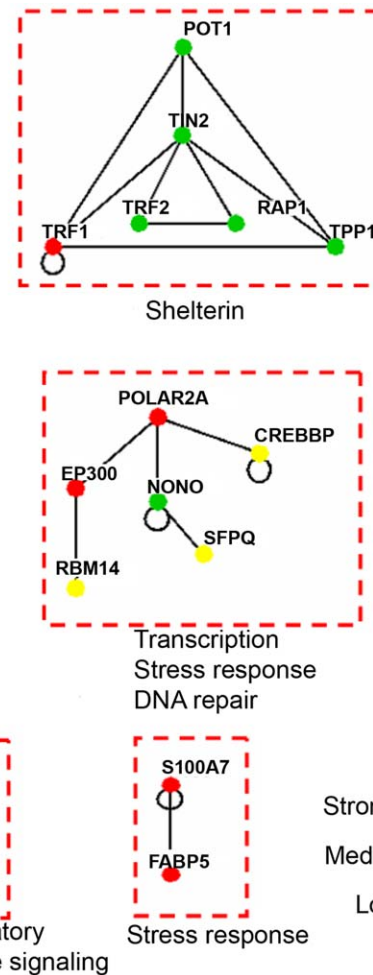 POT1
TIN2
TRF2
RAP1
TRF1
TPP1
Shelterin
POLAR2A
CREBBP
EP300
NONO
SFPQ
RBM14
Transcription
Stress response
DNA repair
S100A7
FABP5
Stress response
signaling